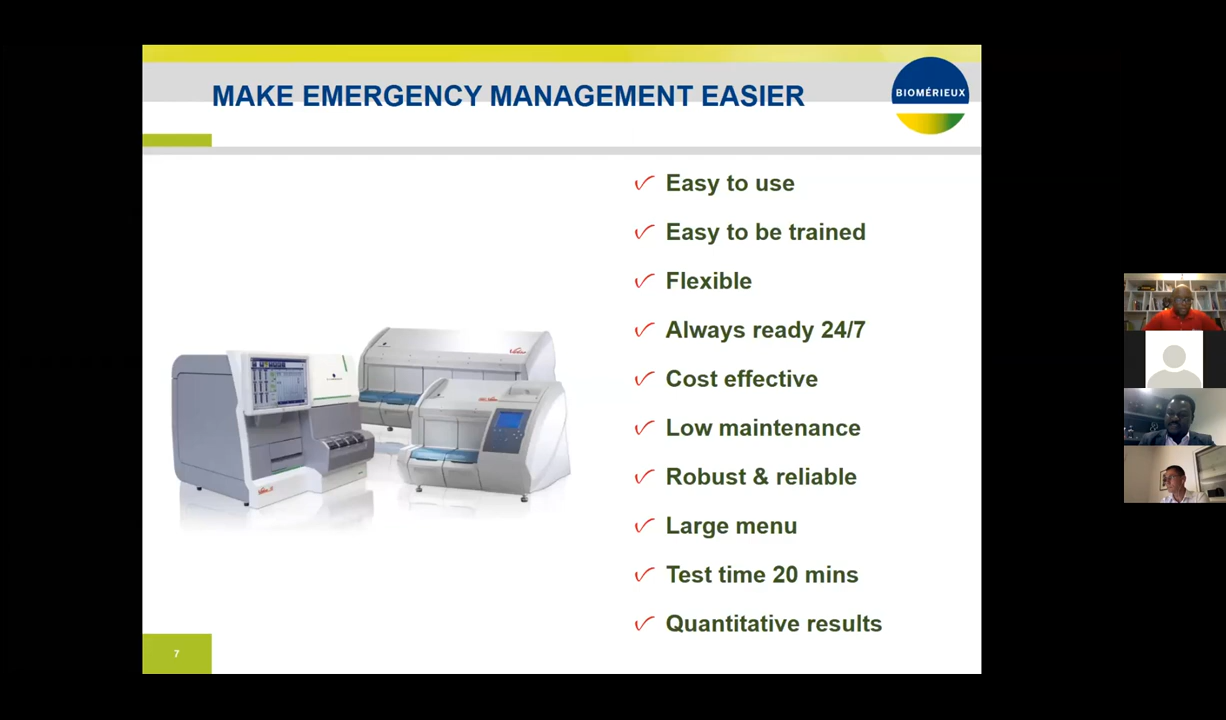 MAKE EMERGENCY MANAGEMENT EASIER
BIOMÉRIEUX
Easy to use
Easy to be trained
Flexible
Always ready 24/7
Cost effective
Low maintenance
Robust & reliable
Large menu
Test time 20 mins
Quantitative results
7